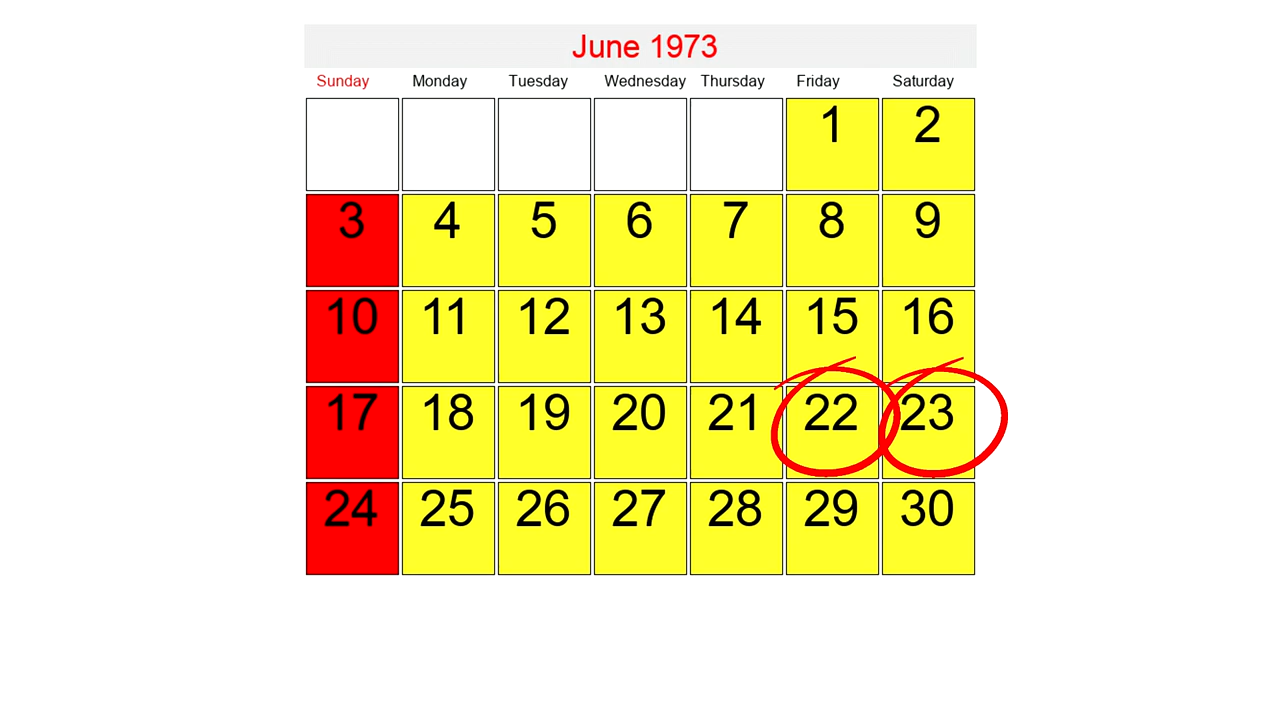 June 1973
Sunday Monday Tuesday Wednesday Thursday Friday Saturday
1 2
3 4 5 6 7 8 9
10 11 12 13 14 15 16
17 18 19 20 21 22 23
24 25 26 27 28 29 30